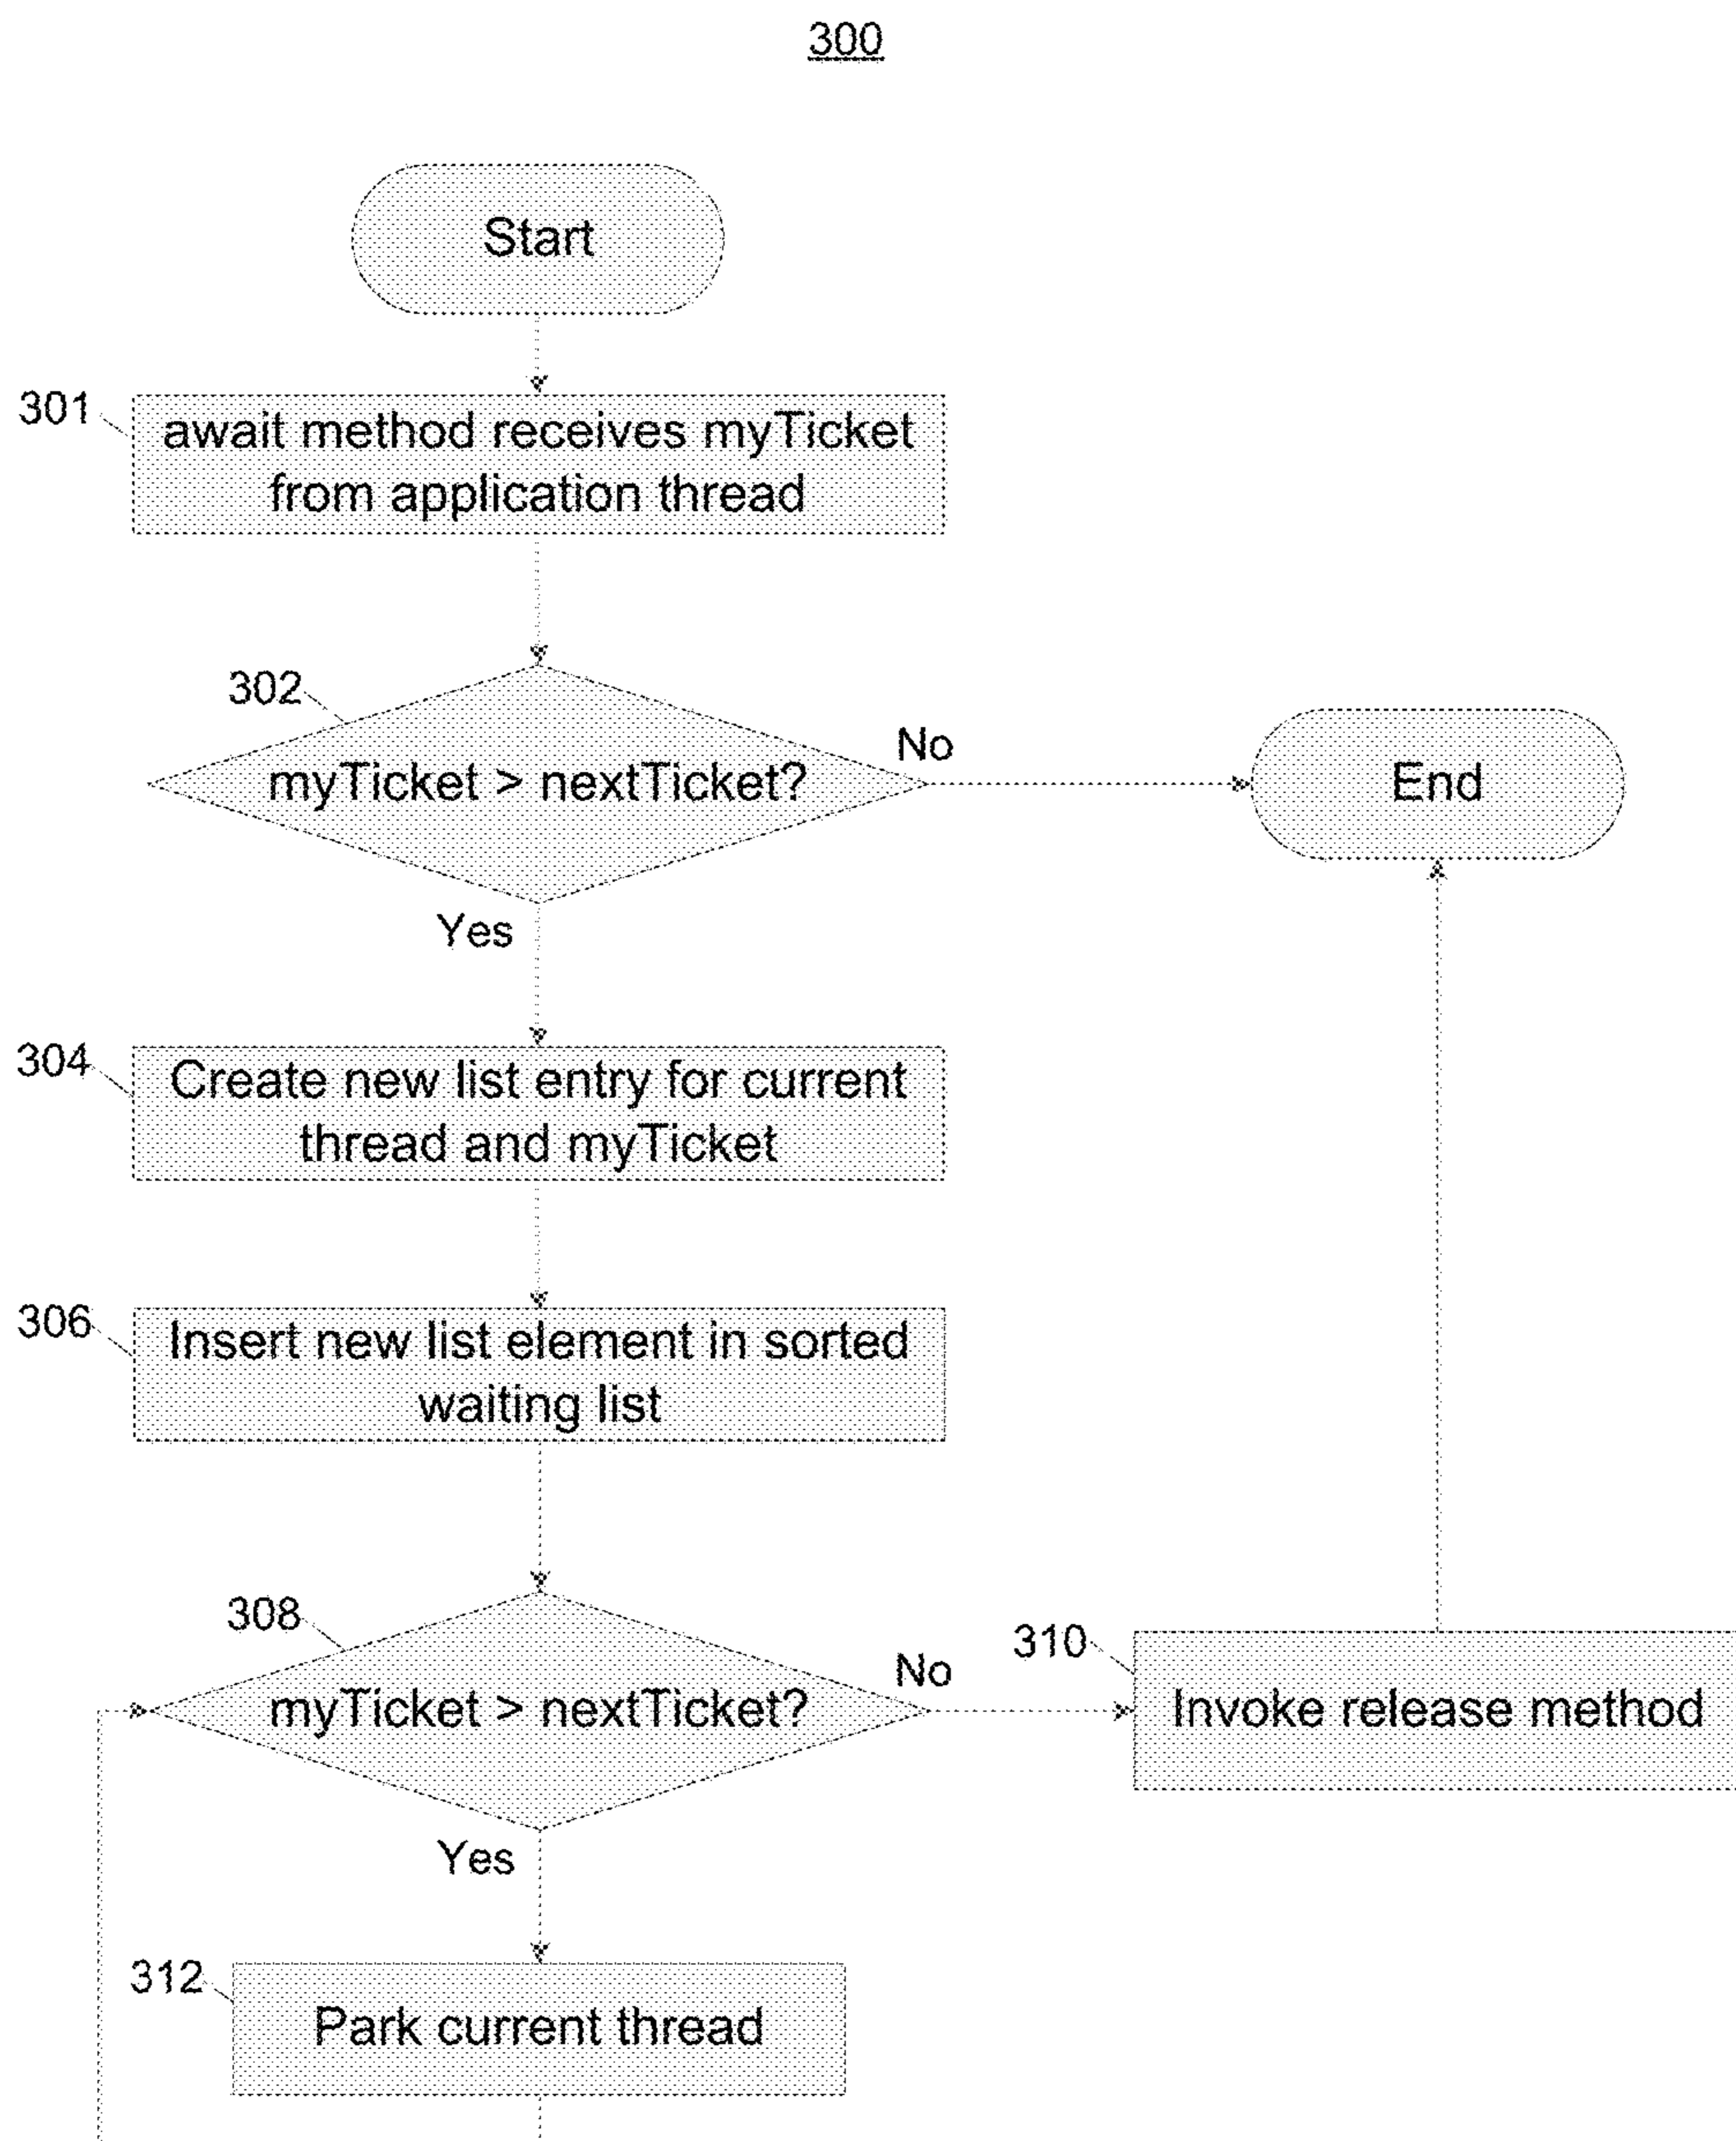 300
Start
301
await method receives myTicket
from application thread
302
myTicket > nextTicket?
No
End
Yes
304
Create new list entry for current
thread and myTicket
306
Insert new list element in sorted
waiting list
308
myTicket > nextTicket?
No
310
Invoke release method
Yes
312
Park current thread